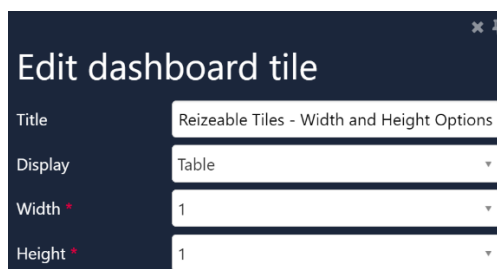 Edit dashboard tile
Title Reizeable Tiles - Width and Height Options
Display Table
Width * 1
Height * 1